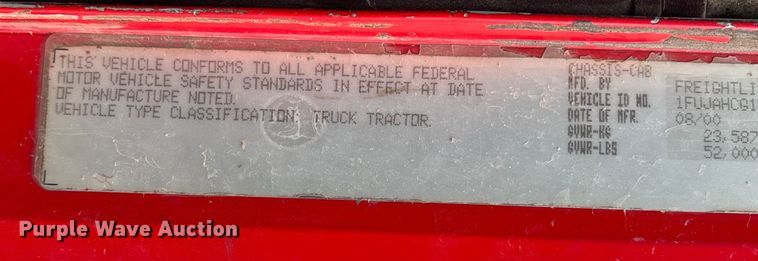 THIS VEHICLE CONFORMS TO ALL APPLICABLE FEDERAL
MOTOR VEHICLE SAFETY STANDARDS IN EFFECT AT DATE
OF MANUFACTURE NOTED.
VEHICLE TYPE CLASSIFICATION: TRUCK TRACTOR.
CHASSIS-CAB
MFD. BY FREIGHTLI
VEHICLE ID NO. 1FUJAHCG1
DATE OF MFR. 08/00
GVWR-KG 23,587
GVWR-LBS 52,000
Purple Wave Auction